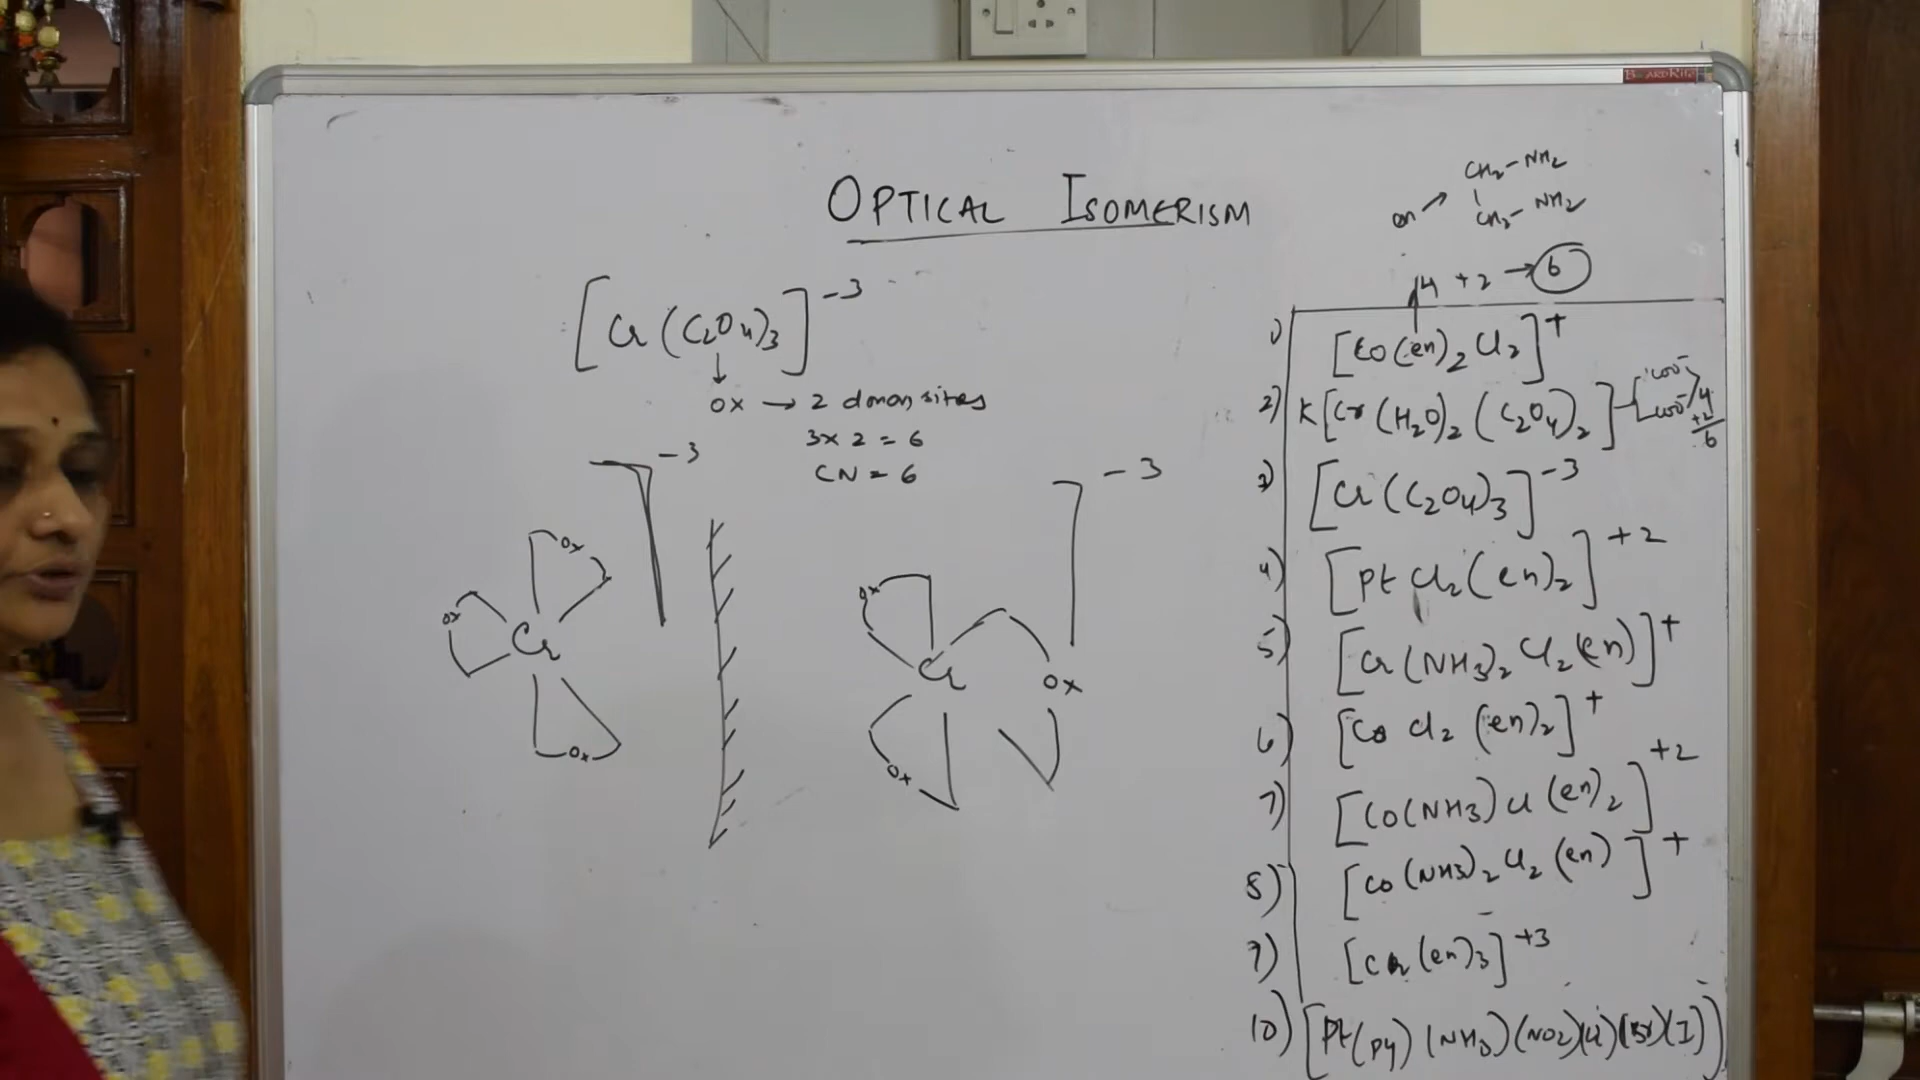 BOARDRITE
OPTICAL ISOMERISM
[Cr(C2O4)3]-3
↓
ox → 2 donor sites
3x2 = 6
CN = 6
-3
ox
ox
Cr
ox
-3
ox
Cr
ox
ox
en → CH2-NH2
CH2-NH2
4 + 2 → 6
1) [Co(en)2Cl2]+
2) K[Cr(H2O)2(C2O4)2]
COO-
COO-
4
+2
6
3) [Cr(C2O4)3]-3
4) [PtCl2(en)2]+2
5) [Cr(NH3)2Cl2(en)]+
6) [CoCl2(en)2]+
7) [Co(NH3)Cl(en)2]+2
8) [Co(NH3)2Cl2(en)]+
9) [Cr(en)3]+3
10) [Pt(py)(NH3)(NO2)(Cl)(Br)(I)]